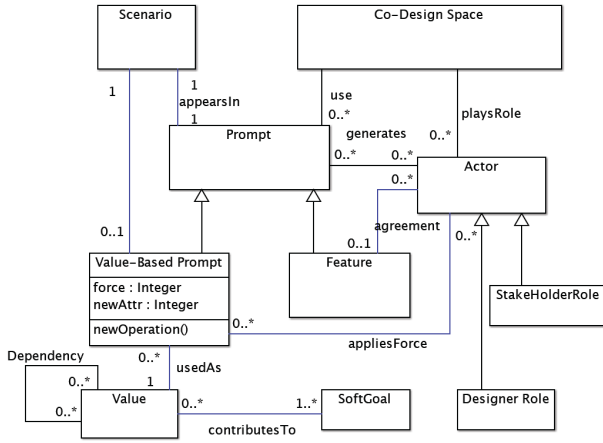 Scenario
Co-Design Space
1
1
appearsIn
1
use
0..*
playsRole
0..*
Prompt
generates
0..*
0..*
Actor
0..*
agreement
0..1
0..*
0..1
Value-Based Prompt
force : Integer
newAttr : Integer
newOperation()
Feature
StakeHolderRole
0..*
appliesForce
0..*
usedAs
1
Dependency
0..*
0..*
Value
0..*
1..*
contributesTo
SoftGoal
Designer Role